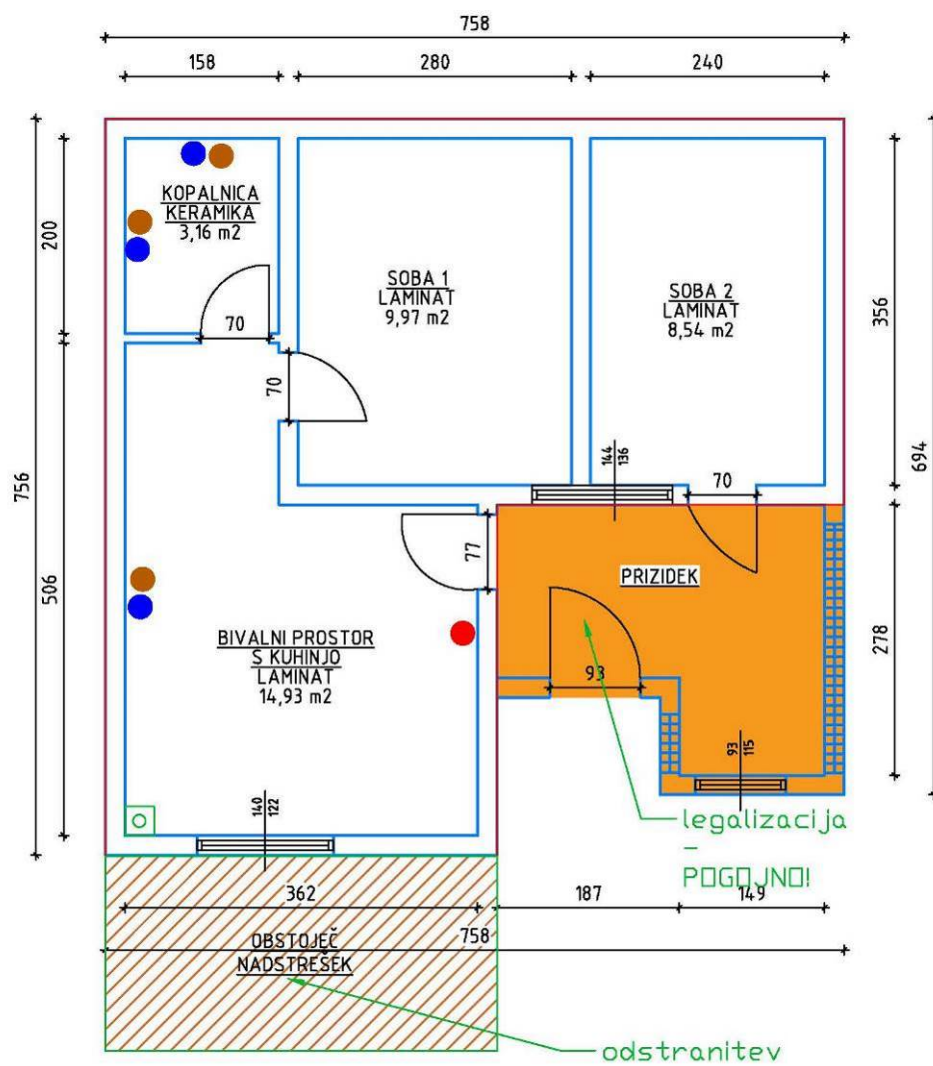 758
158
280
240
KOPALNICA
KERAMIKA
3,16 m2
200
SOBA 1
LAMINAT
9,97 m2
SOBA 2
LAMINAT
8,54 m2
356
70
70
694
144
136
70
756
77
PRIZIDEK
506
278
BIVALNI PROSTOR
S KUHINJO
LAMINAT
14,93 m2
93
93
115
140
122
legalizacija
-
POGOJNO!
362
187
149
OBSTOJEČ
758
NADSTREŠEK
odstranitev